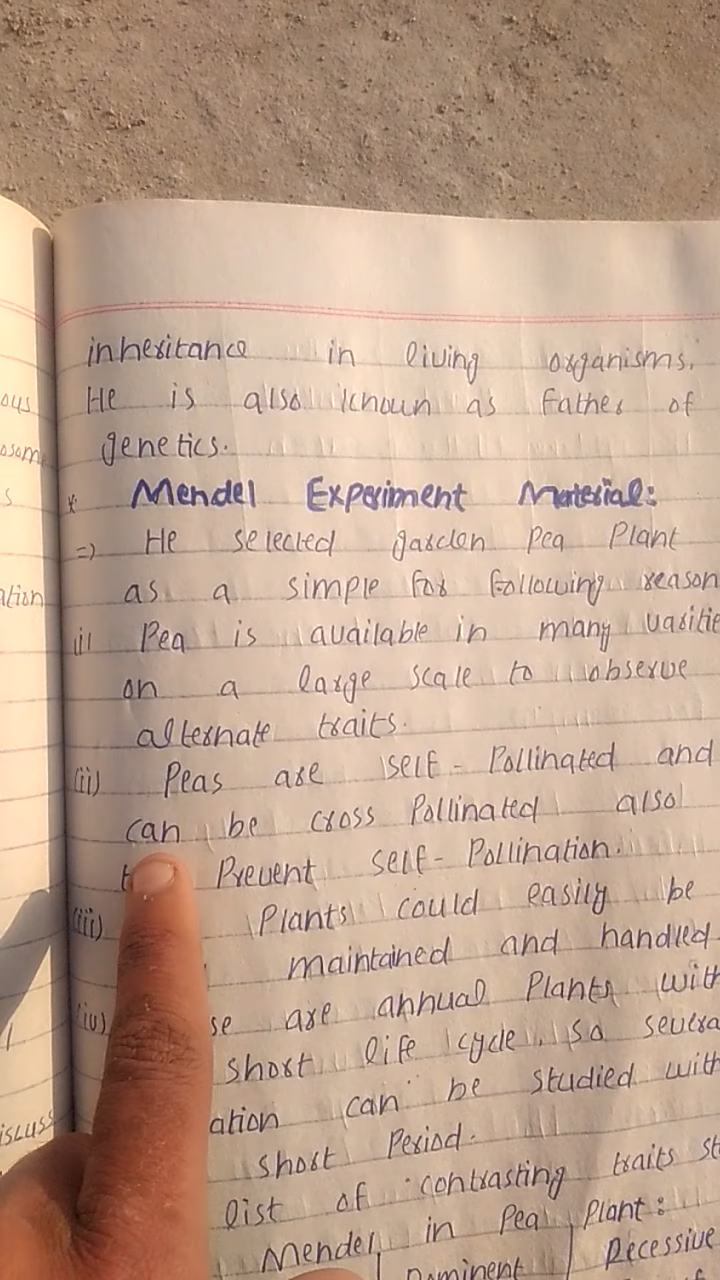 inheritance in living organisms.
He is also known as Father of
genetics.
* Mendel Experiment Material:
=) He selected garden Pea Plant
as a simple for following reason
(i) Pea is available in many
on a large scale to observe
alternate traits.
(ii) Peas are self-Pollinated and
can be cross Pollinated also
Prevent self-Pollination.
(iii) Plants could easily be
maintained and handled.
(iv) se are annual Plants with
short life cycle, so severa
ation can be studied with
short Period.
list of contrasting traits st
Mendel in Pea Plant:
Dominent Recessive
ous
osom
s
ation
iscuss